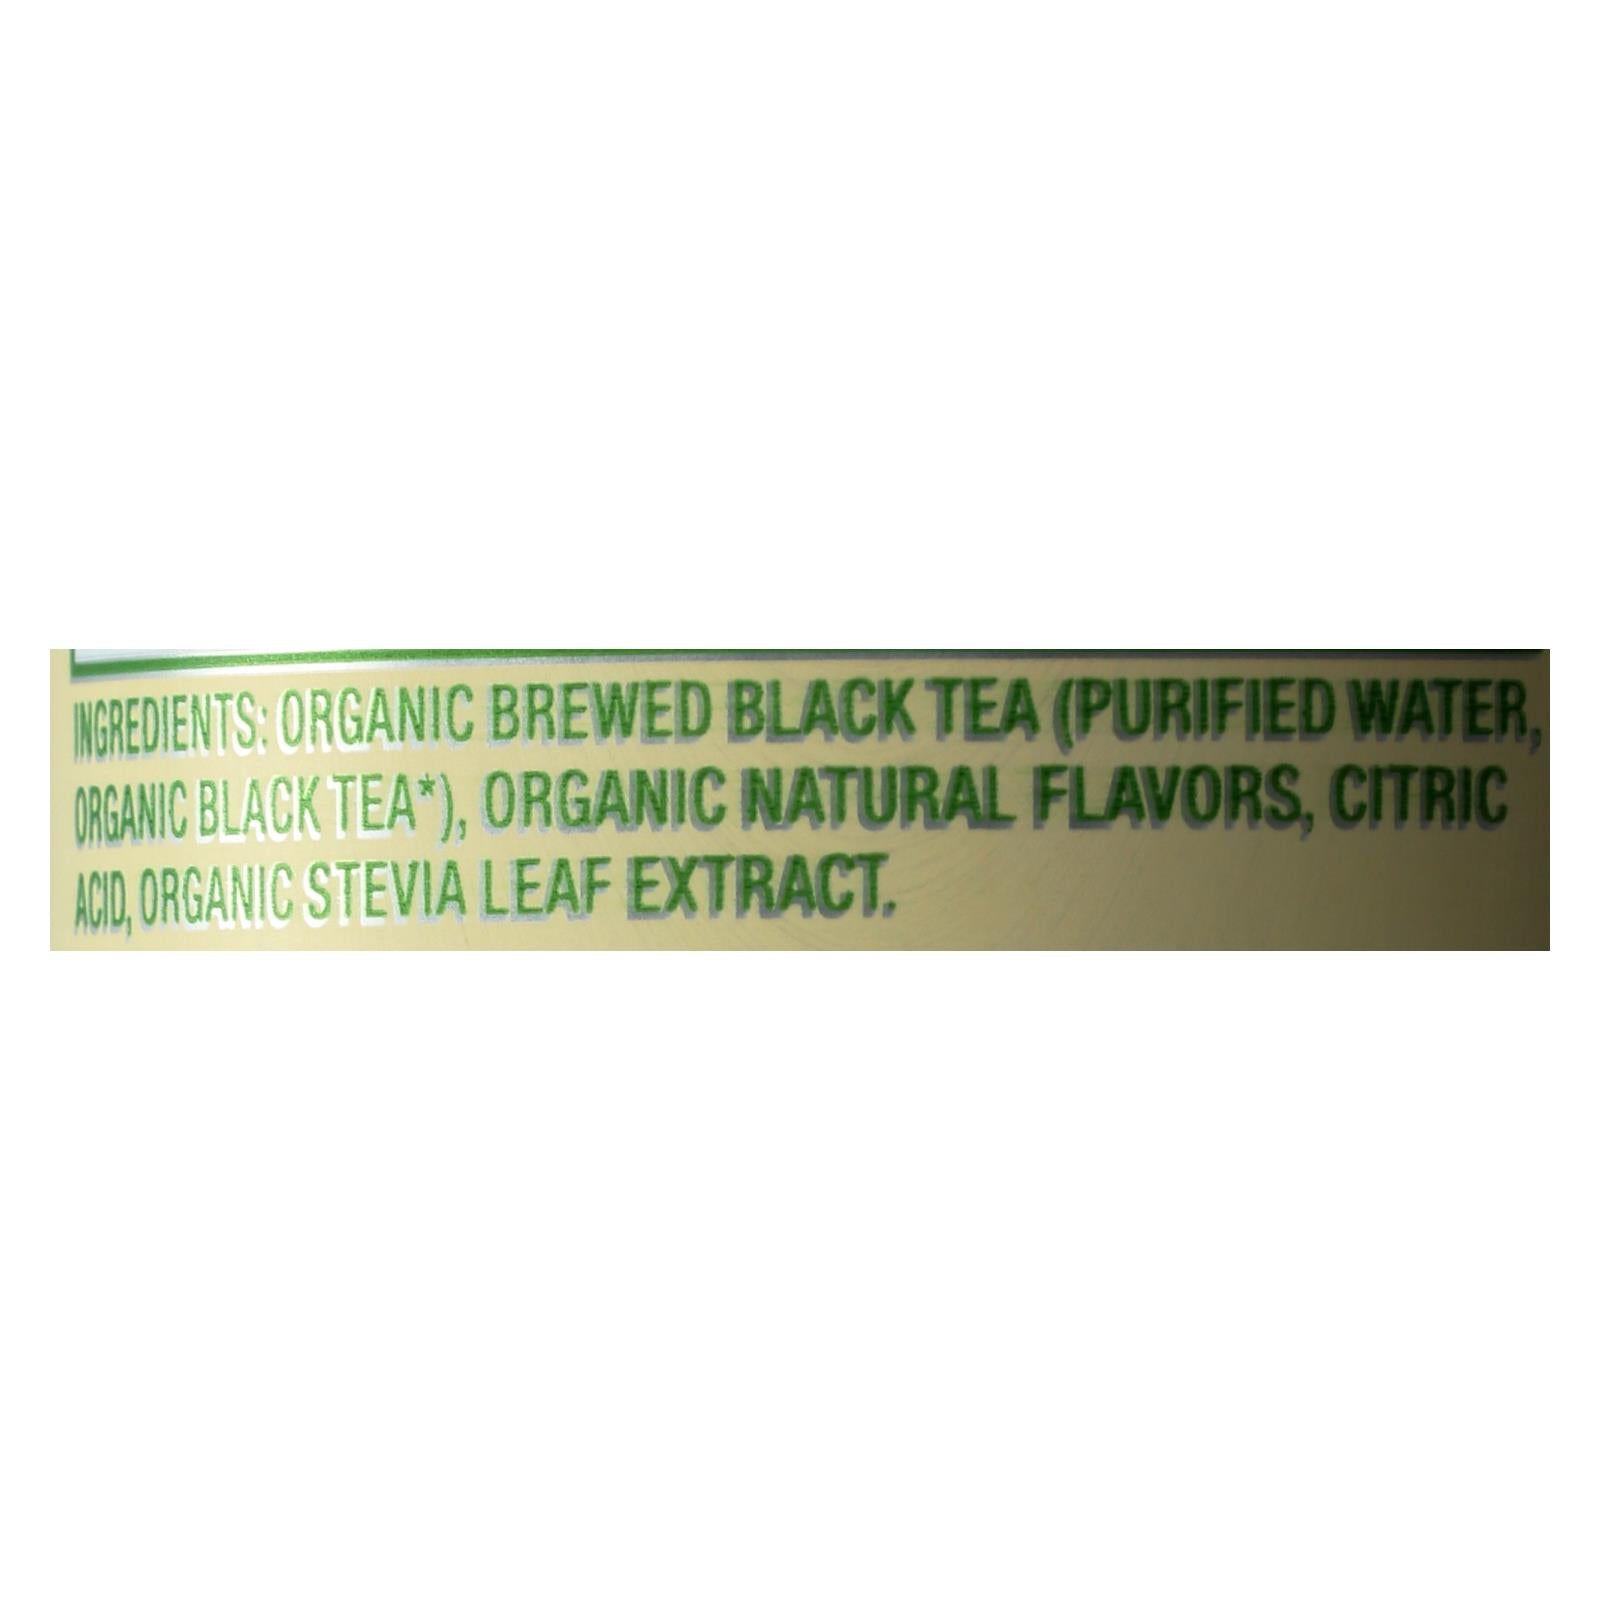 INGREDIENTS: ORGANIC BREWED BLACK TEA (PURIFIED WATER,
ORGANIC BLACK TEA*), ORGANIC NATURAL FLAVORS, CITRIC
ACID, ORGANIC STEVIA LEAF EXTRACT.